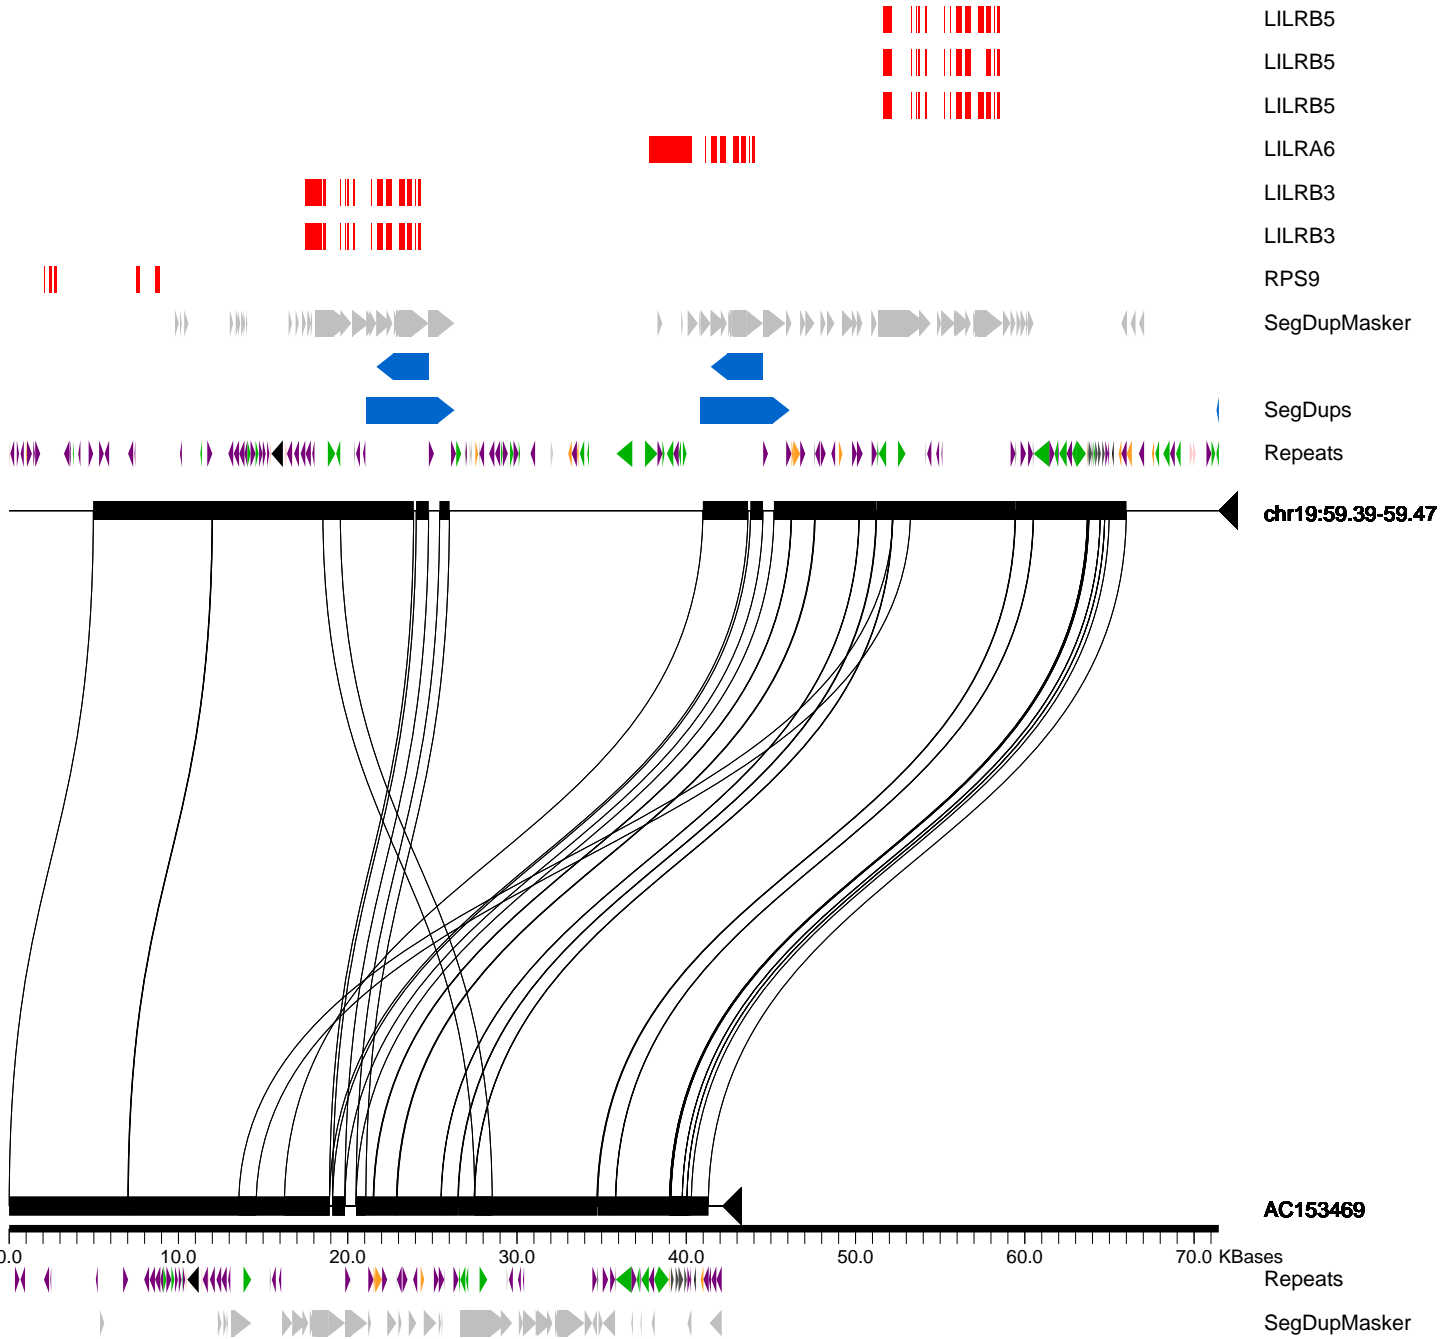 LILRB5
LILRB5
LILRB5
LILRA6
LILRB3
LILRB3
RPS9
SegDupMasker
SegDups
Repeats
chr19:59.39-59.47
AC153469
0.0 10.0 20.0 30.0 40.0 50.0 60.0 70.0 KBases
Repeats
SegDupMasker